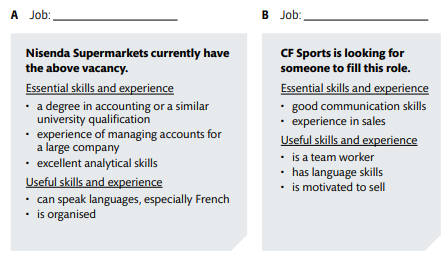 A Job: ____________________
Nisenda Supermarkets currently have
the above vacancy.
Essential skills and experience
• a degree in accounting or a similar
university qualification
• experience of managing accounts for
a large company
• excellent analytical skills
Useful skills and experience
• can speak languages, especially French
• is organised
B Job: ____________________
CF Sports is looking for
someone to fill this role.
Essential skills and experience
• good communication skills
• experience in sales
Useful skills and experience
• is a team worker
• has language skills
• is motivated to sell